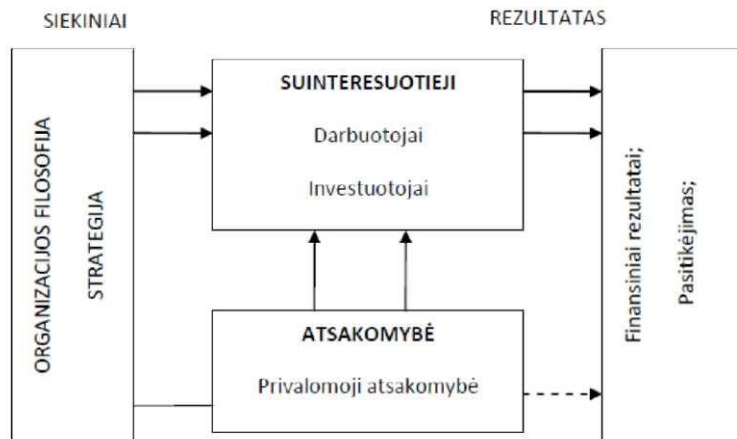 SIEKINIAI
REZULTATAS
ORGANIZACIJOS FILOSOFIJA
STRATEGIJA
SUINTERESUOTIEJI
Darbuotojai
Investuotojai
ATSAKOMYBĖ
Privalomoji atsakomybė
Finansiniai rezultatai;
Pasitikėjimas;